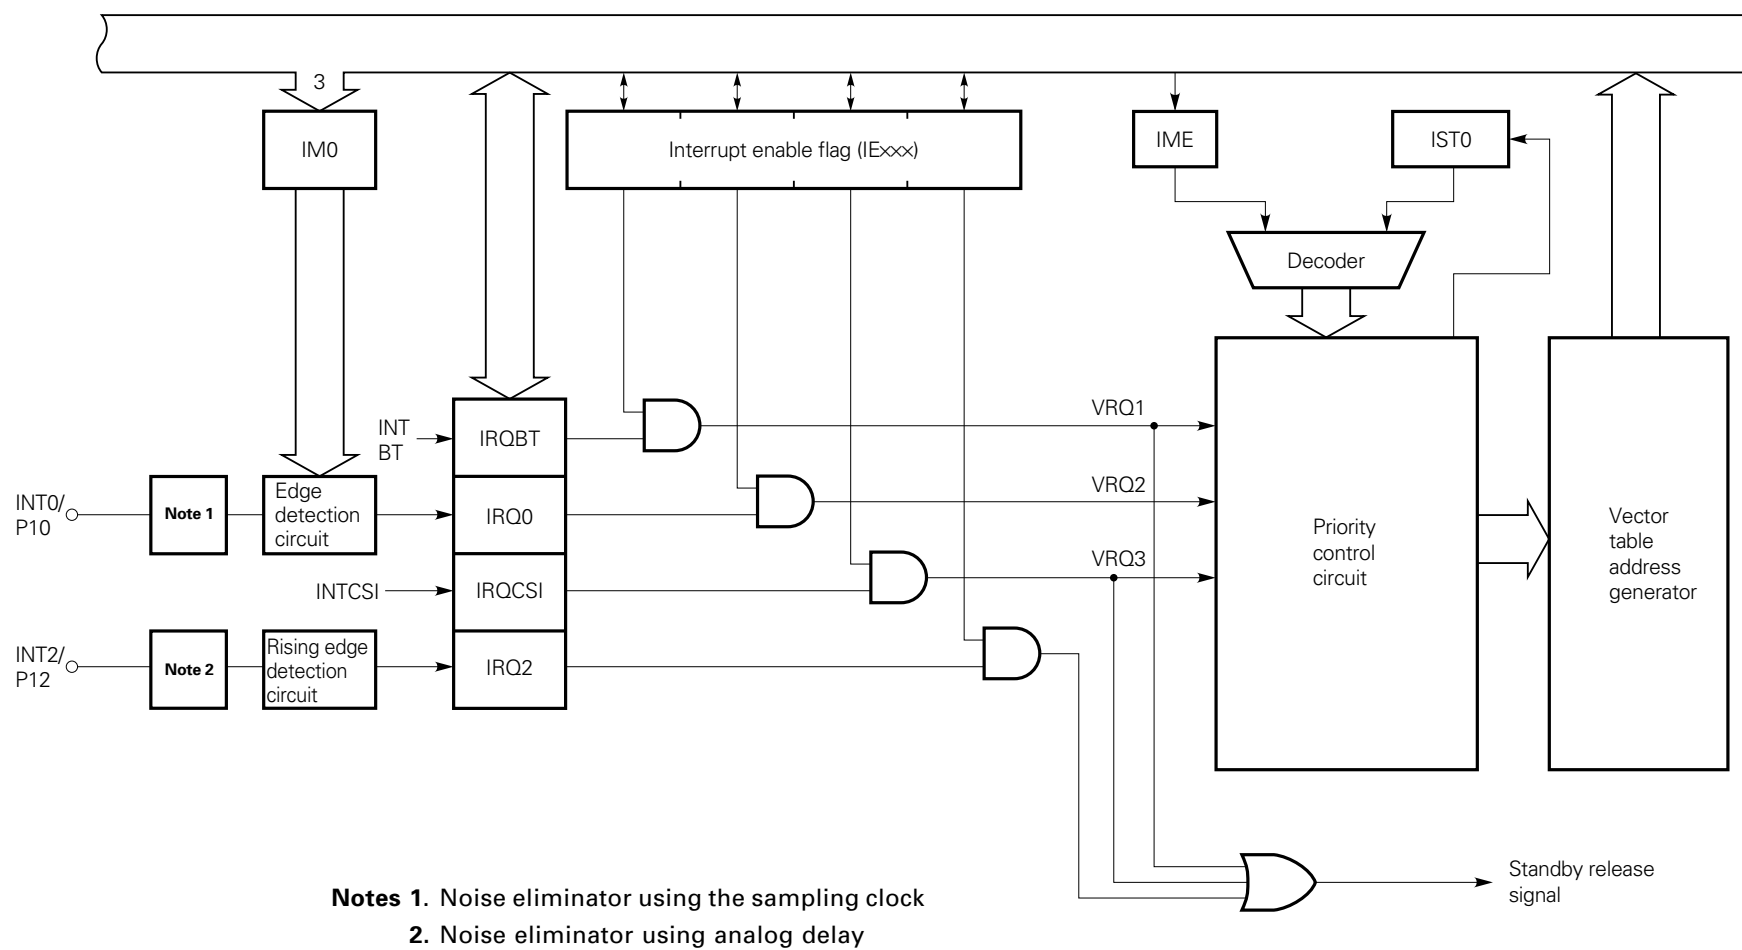 3
IM0
Interrupt enable flag (IE×××)
IME
IST0
Decoder
INT
BT
IRQBT
VRQ1
INT0/
P10
Note 1
Edge
detection
circuit
IRQ0
VRQ2
INTCSI
IRQCSI
VRQ3
INT2/
P12
Note 2
Rising edge
detection
circuit
IRQ2
Priority
control
circuit
Vector
table
address
generator
Standby release
signal
Notes 1. Noise eliminator using the sampling clock
2. Noise eliminator using analog delay